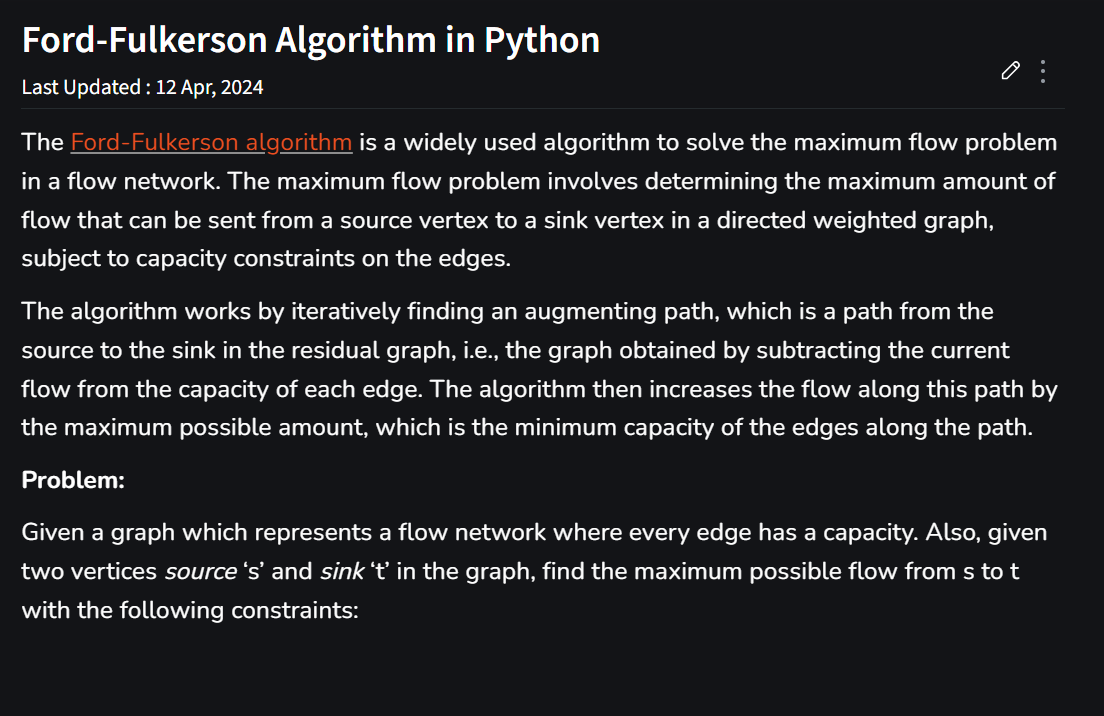 Ford-Fulkerson Algorithm in Python
Last Updated : 12 Apr, 2024
The Ford-Fulkerson algorithm is a widely used algorithm to solve the maximum flow problem
in a flow network. The maximum flow problem involves determining the maximum amount of
flow that can be sent from a source vertex to a sink vertex in a directed weighted graph,
subject to capacity constraints on the edges.
The algorithm works by iteratively finding an augmenting path, which is a path from the
source to the sink in the residual graph, i.e., the graph obtained by subtracting the current
flow from the capacity of each edge. The algorithm then increases the flow along this path by
the maximum possible amount, which is the minimum capacity of the edges along the path.
Problem:
Given a graph which represents a flow network where every edge has a capacity. Also, given
two vertices source ‘s’ and sink ‘t’ in the graph, find the maximum possible flow from s to t
with the following constraints: